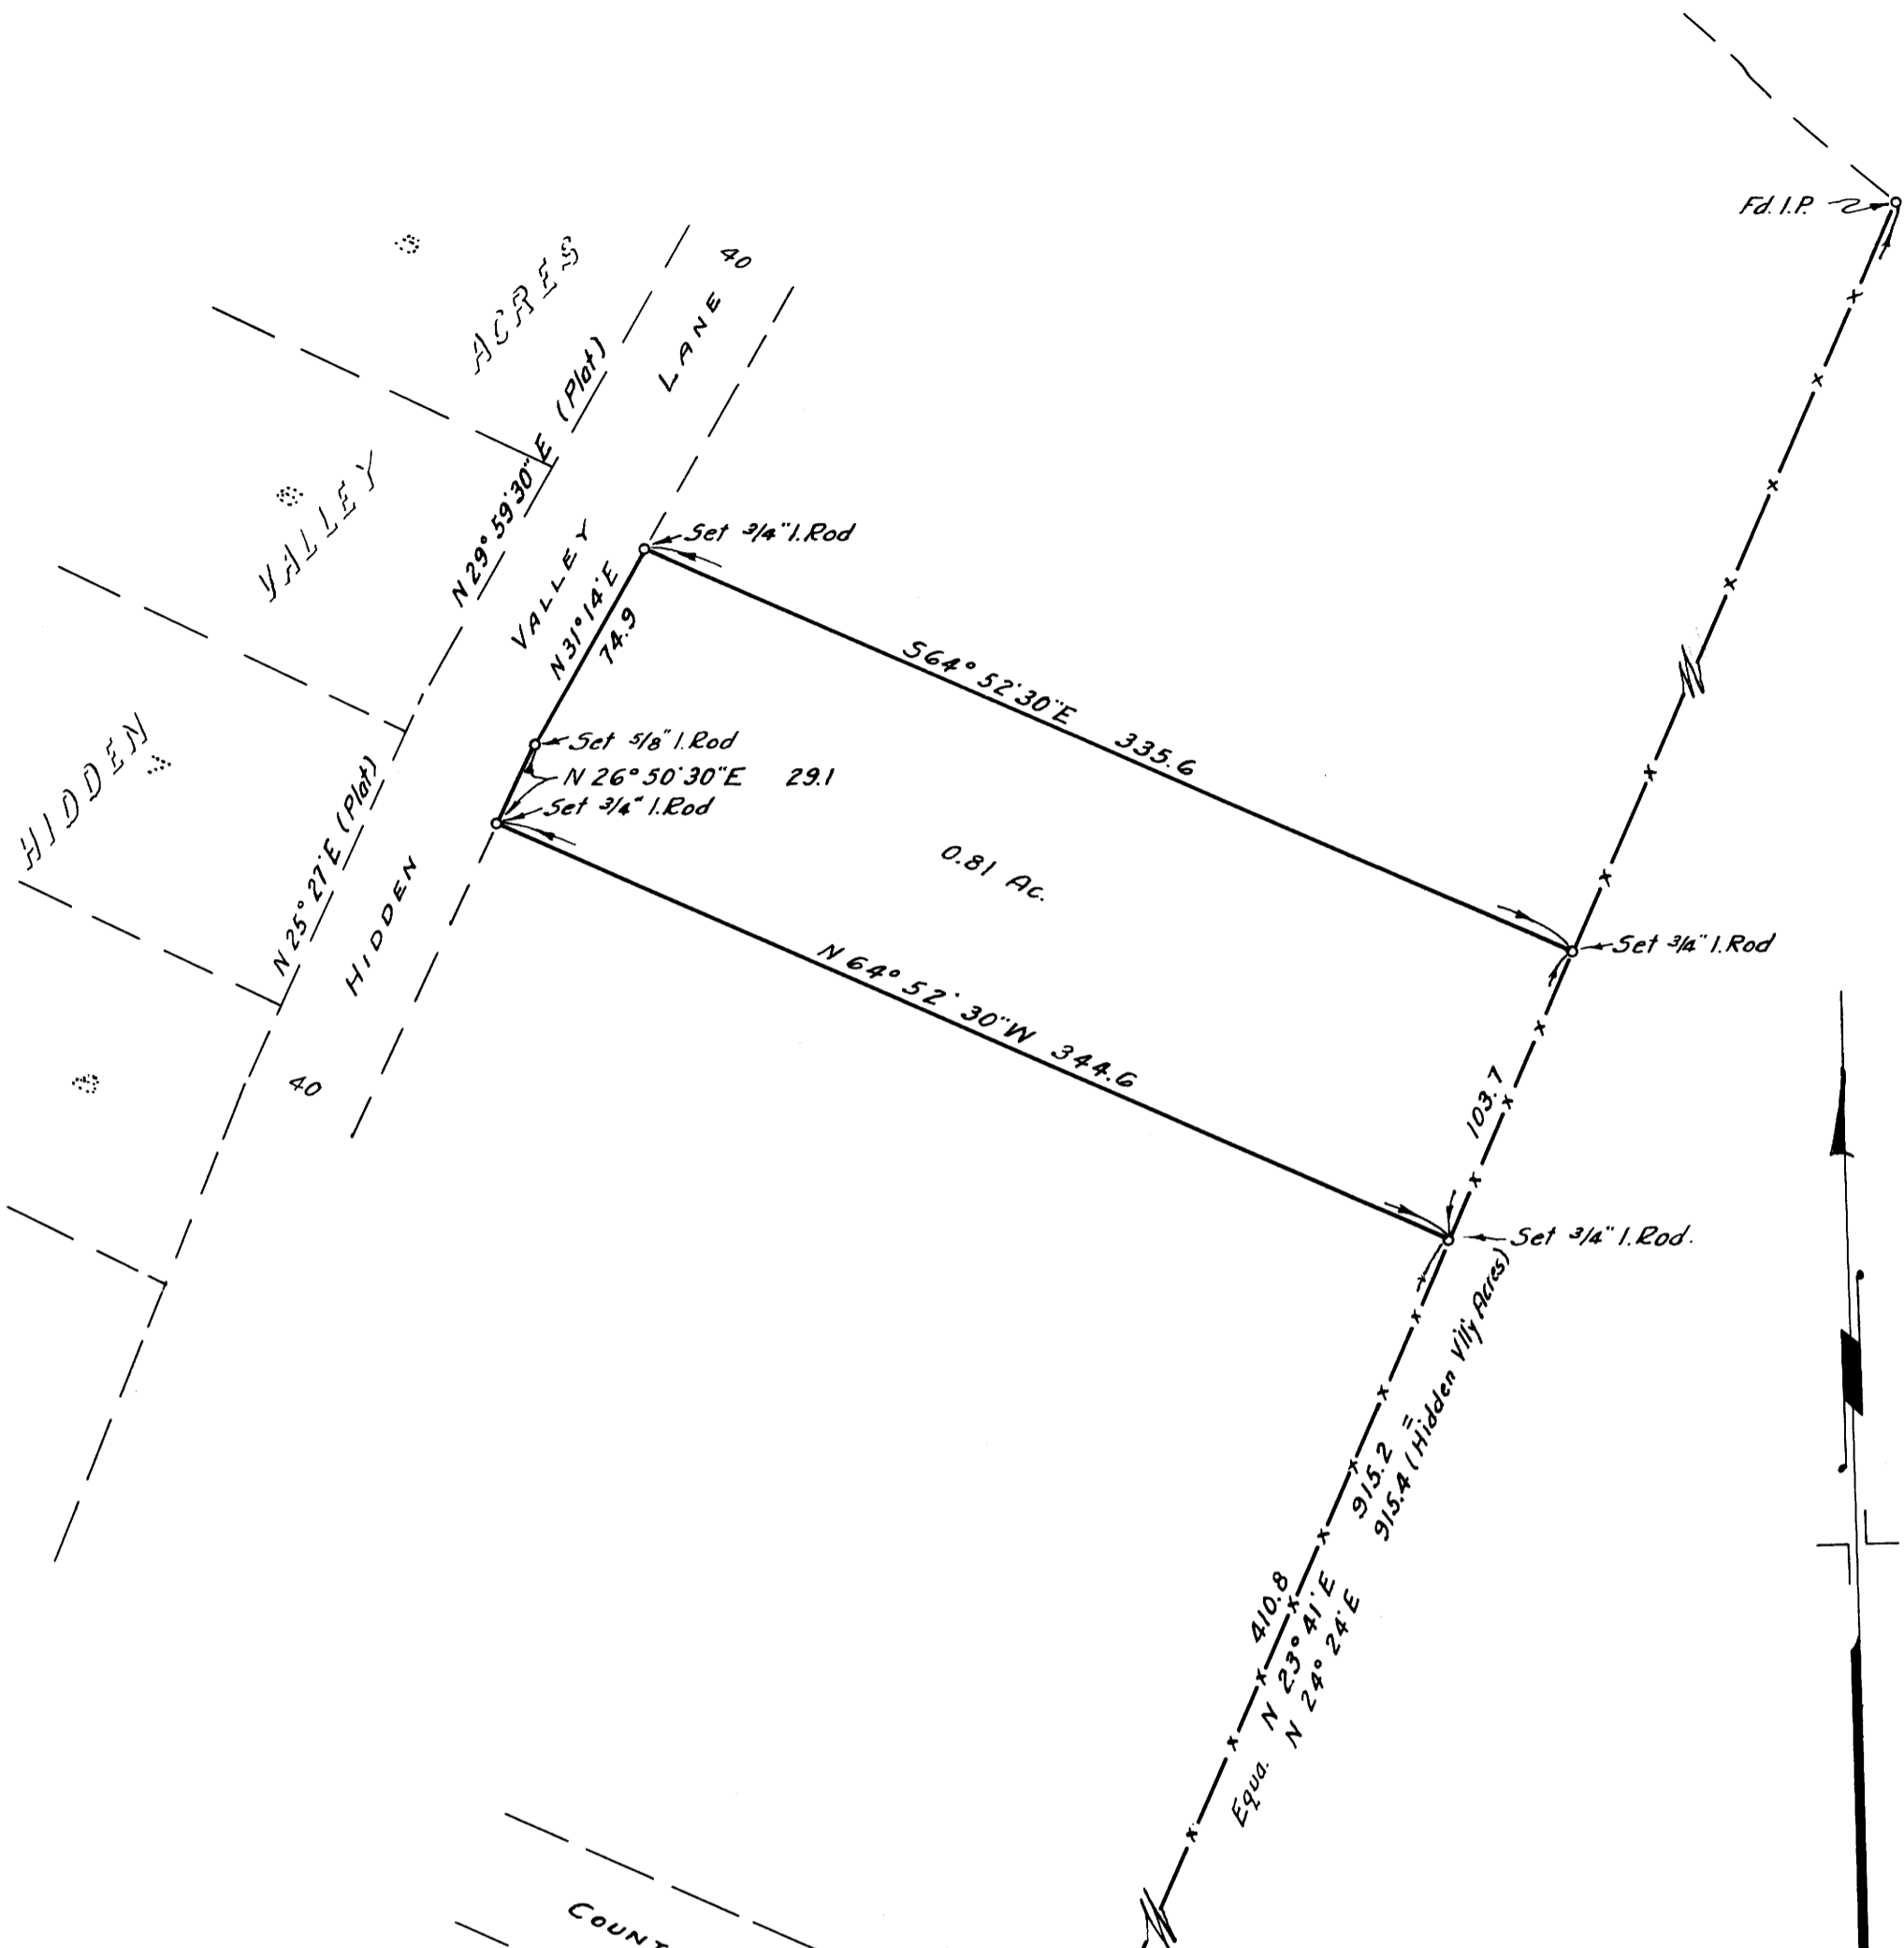 Fd. I.P.
40
LANE
ACRES
N 29° 59' 30" E (Plat)
VALLEY
Set 3/4" I. Rod
VALLEY
N 31° 14' E
74.9
S 64° 52' 30" E 335.6
HIDDEN
Set 5/8" I. Rod
N 26° 50' 30" E 29.1
Set 3/4" I. Rod
N 25° 27' E (Plat)
HIDDEN
0.81 Ac.
N 64° 52' 30" W 344.6
Set 3/4" I. Rod
40
103.7
Set 3/4" I. Rod.
410.8
Equa. N 23° 41' E 915.2 =
N 24° 24' E 915.4 (Hidden Vlly Acres)
N